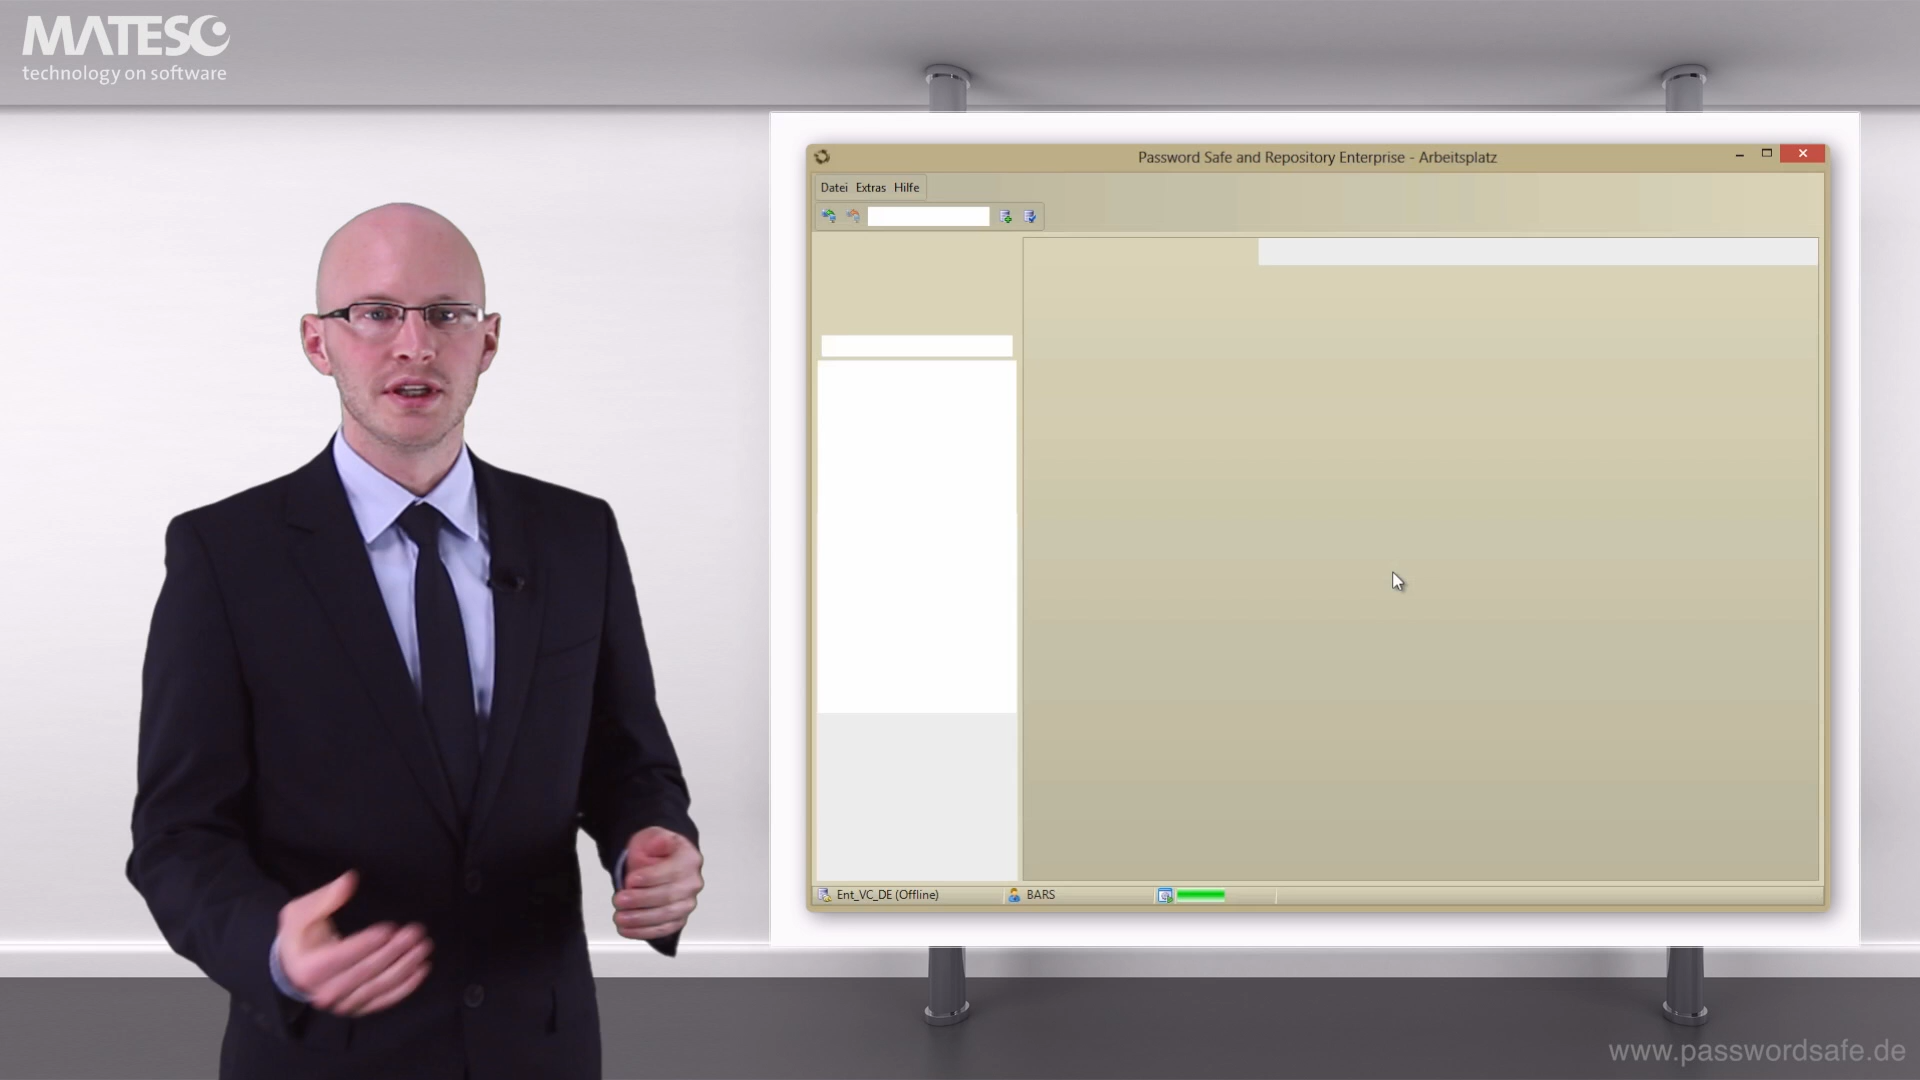 MATESO
technology on software
Password Safe and Repository Enterprise - Arbeitsplatz
Datei Extras Hilfe
Ent_VC_DE (Offline)
BARS
www.passwordsafe.de